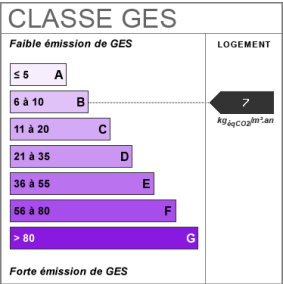 CLASSE GES
Faible émission de GES
LOGEMENT
≤ 5 A
6 à 10 B
7
kgéqCO2/m².an
11 à 20 C
21 à 35 D
36 à 55 E
56 à 80 F
> 80 G
Forte émission de GES